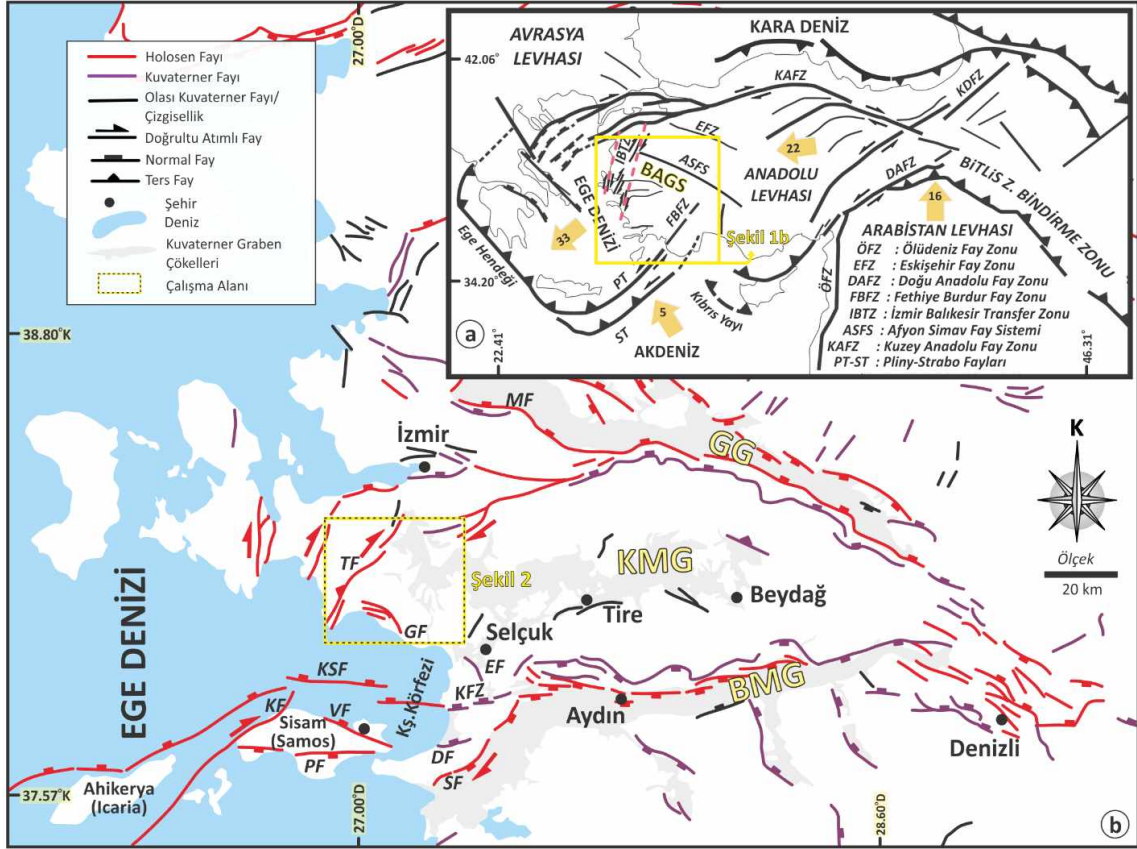 27.00°D
Holosen Fayı
Kuvaterner Fayı
Olası Kuvaterner Fayı/
Çizgisellik
Doğrultu Atımlı Fay
Normal Fay
Ters Fay
Şehir
Deniz
Kuvaterner Graben
Çökelleri
Çalışma Alanı
AVRASYA
LEVHASI
KARA DENİZ
42.06°
KAFZ
KDFZ
EFZ
İBTZ
ASFS
22
BAGS
ANADOLU
LEVHASI
DAFZ
BİTLİS Z. BİNDİRME ZONU
EGE DENİZİ
FBFZ
33
16
Şekil 1b
Ege Hendeği
34.20°
PT
ST
5
Kıbrıs Yayı
ÖFZ
AKDENİZ
a
22.41°
46.31°
ARABİSTAN LEVHASI
ÖFZ : Ölüdeniz Fay Zonu
EFZ : Eskişehir Fay Zonu
DAFZ : Doğu Anadolu Fay Zonu
FBFZ : Fethiye Burdur Fay Zonu
IBTZ : İzmir Balıkesir Transfer Zonu
ASFS : Afyon Simav Fay Sistemi
KAFZ : Kuzey Anadolu Fay Zonu
PT-ST : Pliny-Strabo Fayları
38.80°K
MF
İzmir
GG
K
Ölçek
20 km
TF
Şekil 2
KMG
Tire
Beydağ
GF
Selçuk
EF
EGE DENİZİ
KSF
KFZ
Kş.Körfezi
BMG
KF
VF
Sisam
(Samos)
Aydın
Denizli
PF
DF
SF
Ahikerya
(Icaria)
37.57°K
27.00°D
28.60°D
b